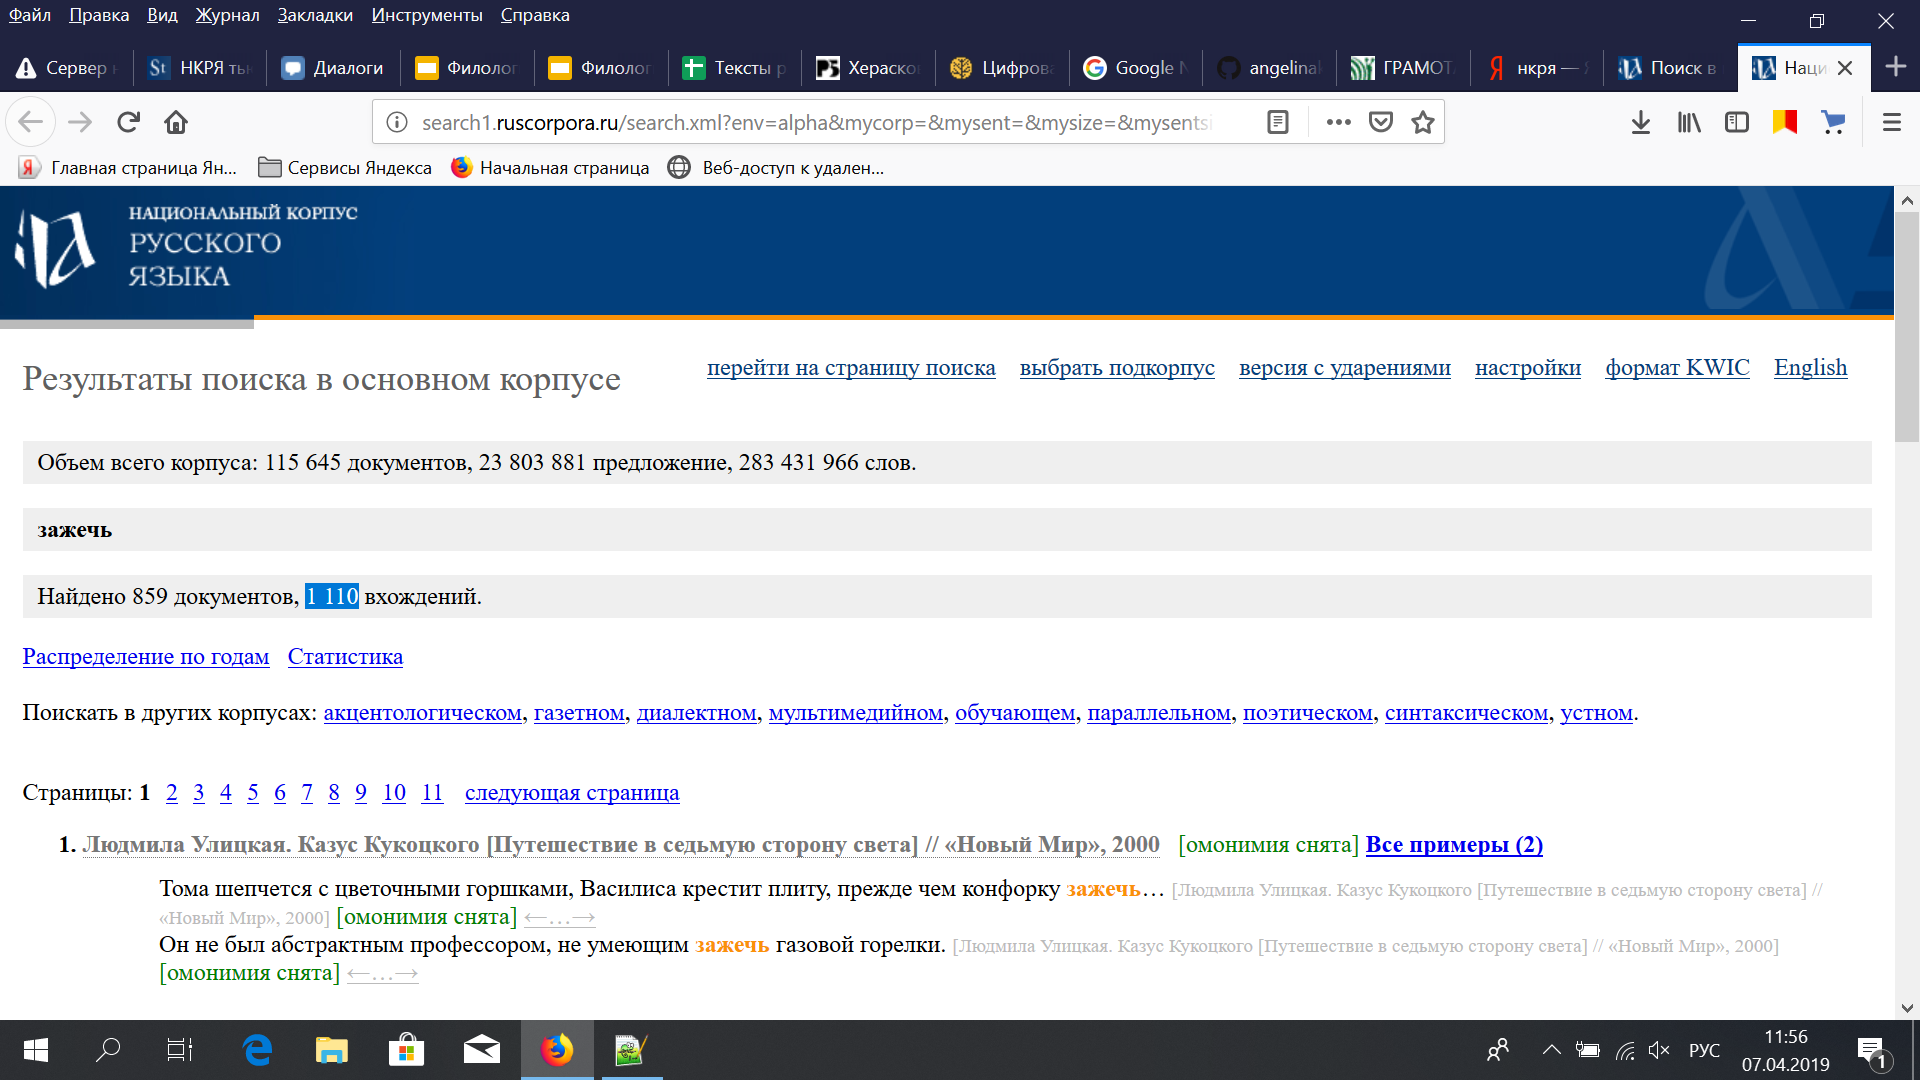 Файл Правка Вид Журнал Закладки Инструменты Справка
Сервер НКРЯ Диалоги Филолог Филолог Тексты р Хераско Цифрова Google angelinak ГРАМОТ нкря — Поиск в Наци
search1.ruscorpora.ru/search.xml?env=alpha&mycorp=&mysent=&mysize=&mysentsi
Главная страница Ян... Сервисы Яндекса Начальная страница Веб-доступ к удален...
НАЦИОНАЛЬНЫЙ КОРПУС
РУССКОГО
ЯЗЫКА
Результаты поиска в основном корпусе перейти на страницу поиска выбрать подкорпус версия с ударениями настройки формат KWIC English
Объем всего корпуса: 115 645 документов, 23 803 881 предложение, 283 431 966 слов.
зажечь
Найдено 859 документов, 1 110 вхождений.
Распределение по годам Статистика
Поискать в других корпусах: акцентологическом, газетном, диалектном, мультимедийном, обучающем, параллельном, поэтическом, синтаксическом, устном.
Страницы: 1 2 3 4 5 6 7 8 9 10 11 следующая страница
1. Людмила Улицкая. Казус Кукоцкого [Путешествие в седьмую сторону света] // «Новый Мир», 2000 [омонимия снята] Все примеры (2)
Тома шепчется с цветочными горшками, Василиса крестит плиту, прежде чем конфорку зажечь… [Людмила Улицкая. Казус Кукоцкого [Путешествие в седьмую сторону света] //
«Новый Мир», 2000] [омонимия снята] ←…→
Он не был абстрактным профессором, не умеющим зажечь газовой горелки. [Людмила Улицкая. Казус Кукоцкого [Путешествие в седьмую сторону света] // «Новый Мир», 2000]
[омонимия снята] ←…→
РУС
11:56
07.04.2019
1